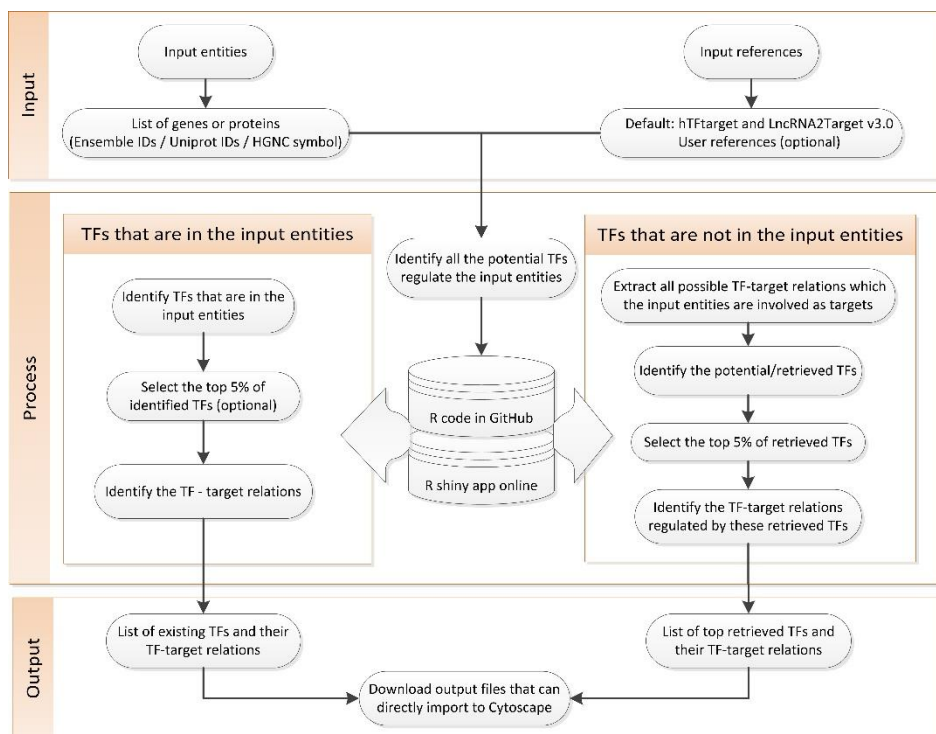 Input
Input entities
Input references
List of genes or proteins
(Ensemble IDs / Uniprot IDs / HGNC symbol)
Default: hTFtarget and LncRNA2Target v3.0
User references (optional)
Process
TFs that are in the input entities
Identify TFs that are in the
input entities
Select the top 5% of
identified TFs (optional)
Identify the TF - target relations
Identify all the potential TFs
regulate the input entities
R code in GitHub
R shiny app online
TFs that are not in the input entities
Extract all possible TF-target relations which
the input entities are involved as targets
Identify the potential/retrieved TFs
Select the top 5% of retrieved TFs
Identify the TF-target relations
regulated by these retrieved TFs
Output
List of existing TFs and their
TF-target relations
List of top retrieved TFs and
their TF-target relations
Download output files that can
directly import to Cytoscape